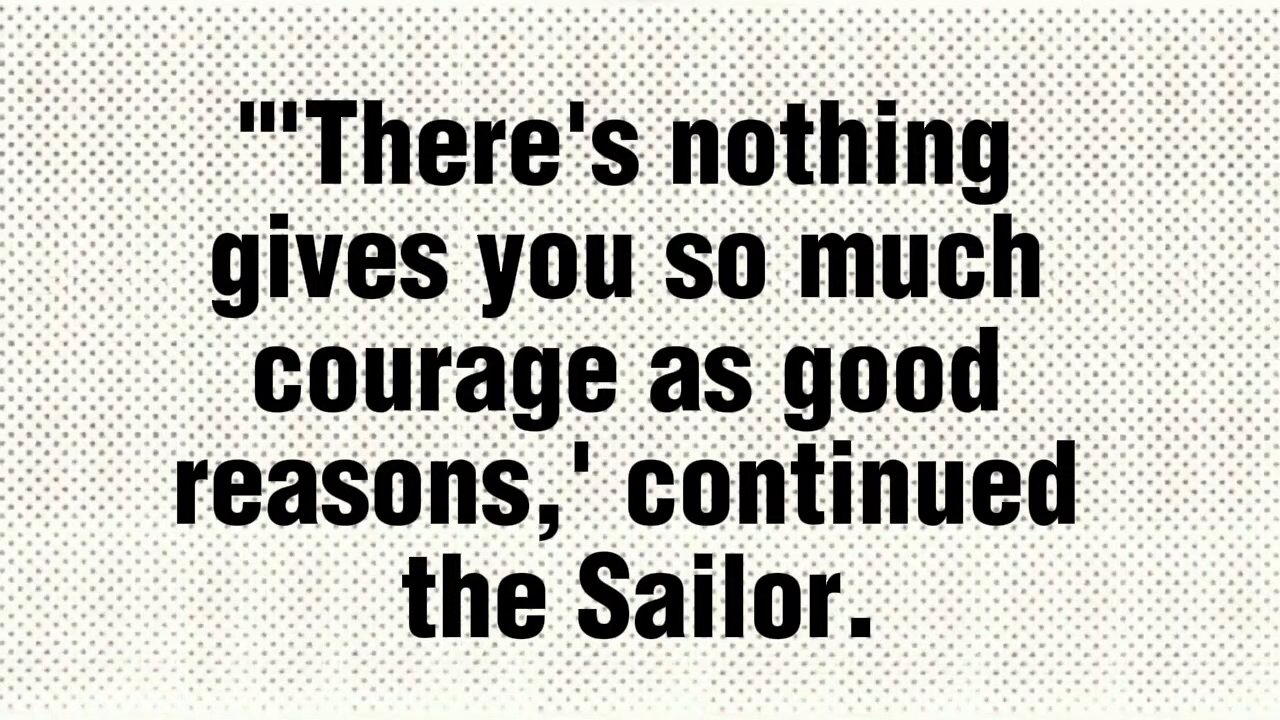 "'There's nothing
gives you so much
courage as good
reasons,' continued
the Sailor.